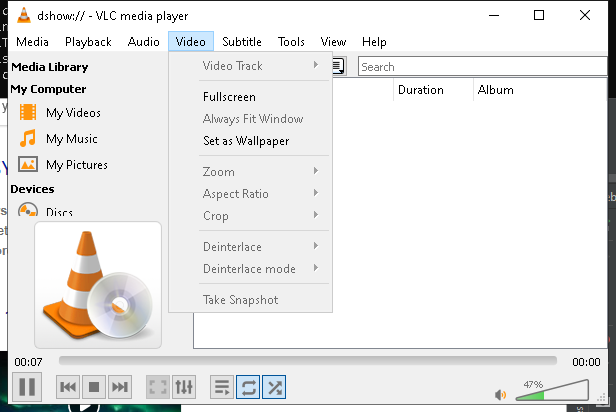 dshow:// - VLC media player
Media Playback Audio Video Subtitle Tools View Help
Media Library
My Computer
My Videos
My Music
My Pictures
Devices
Discs
Video Track
Fullscreen
Always Fit Window
Set as Wallpaper
Zoom
Aspect Ratio
Crop
Deinterlace
Deinterlace mode
Take Snapshot
Search
Duration Album
00:07 00:00
47%